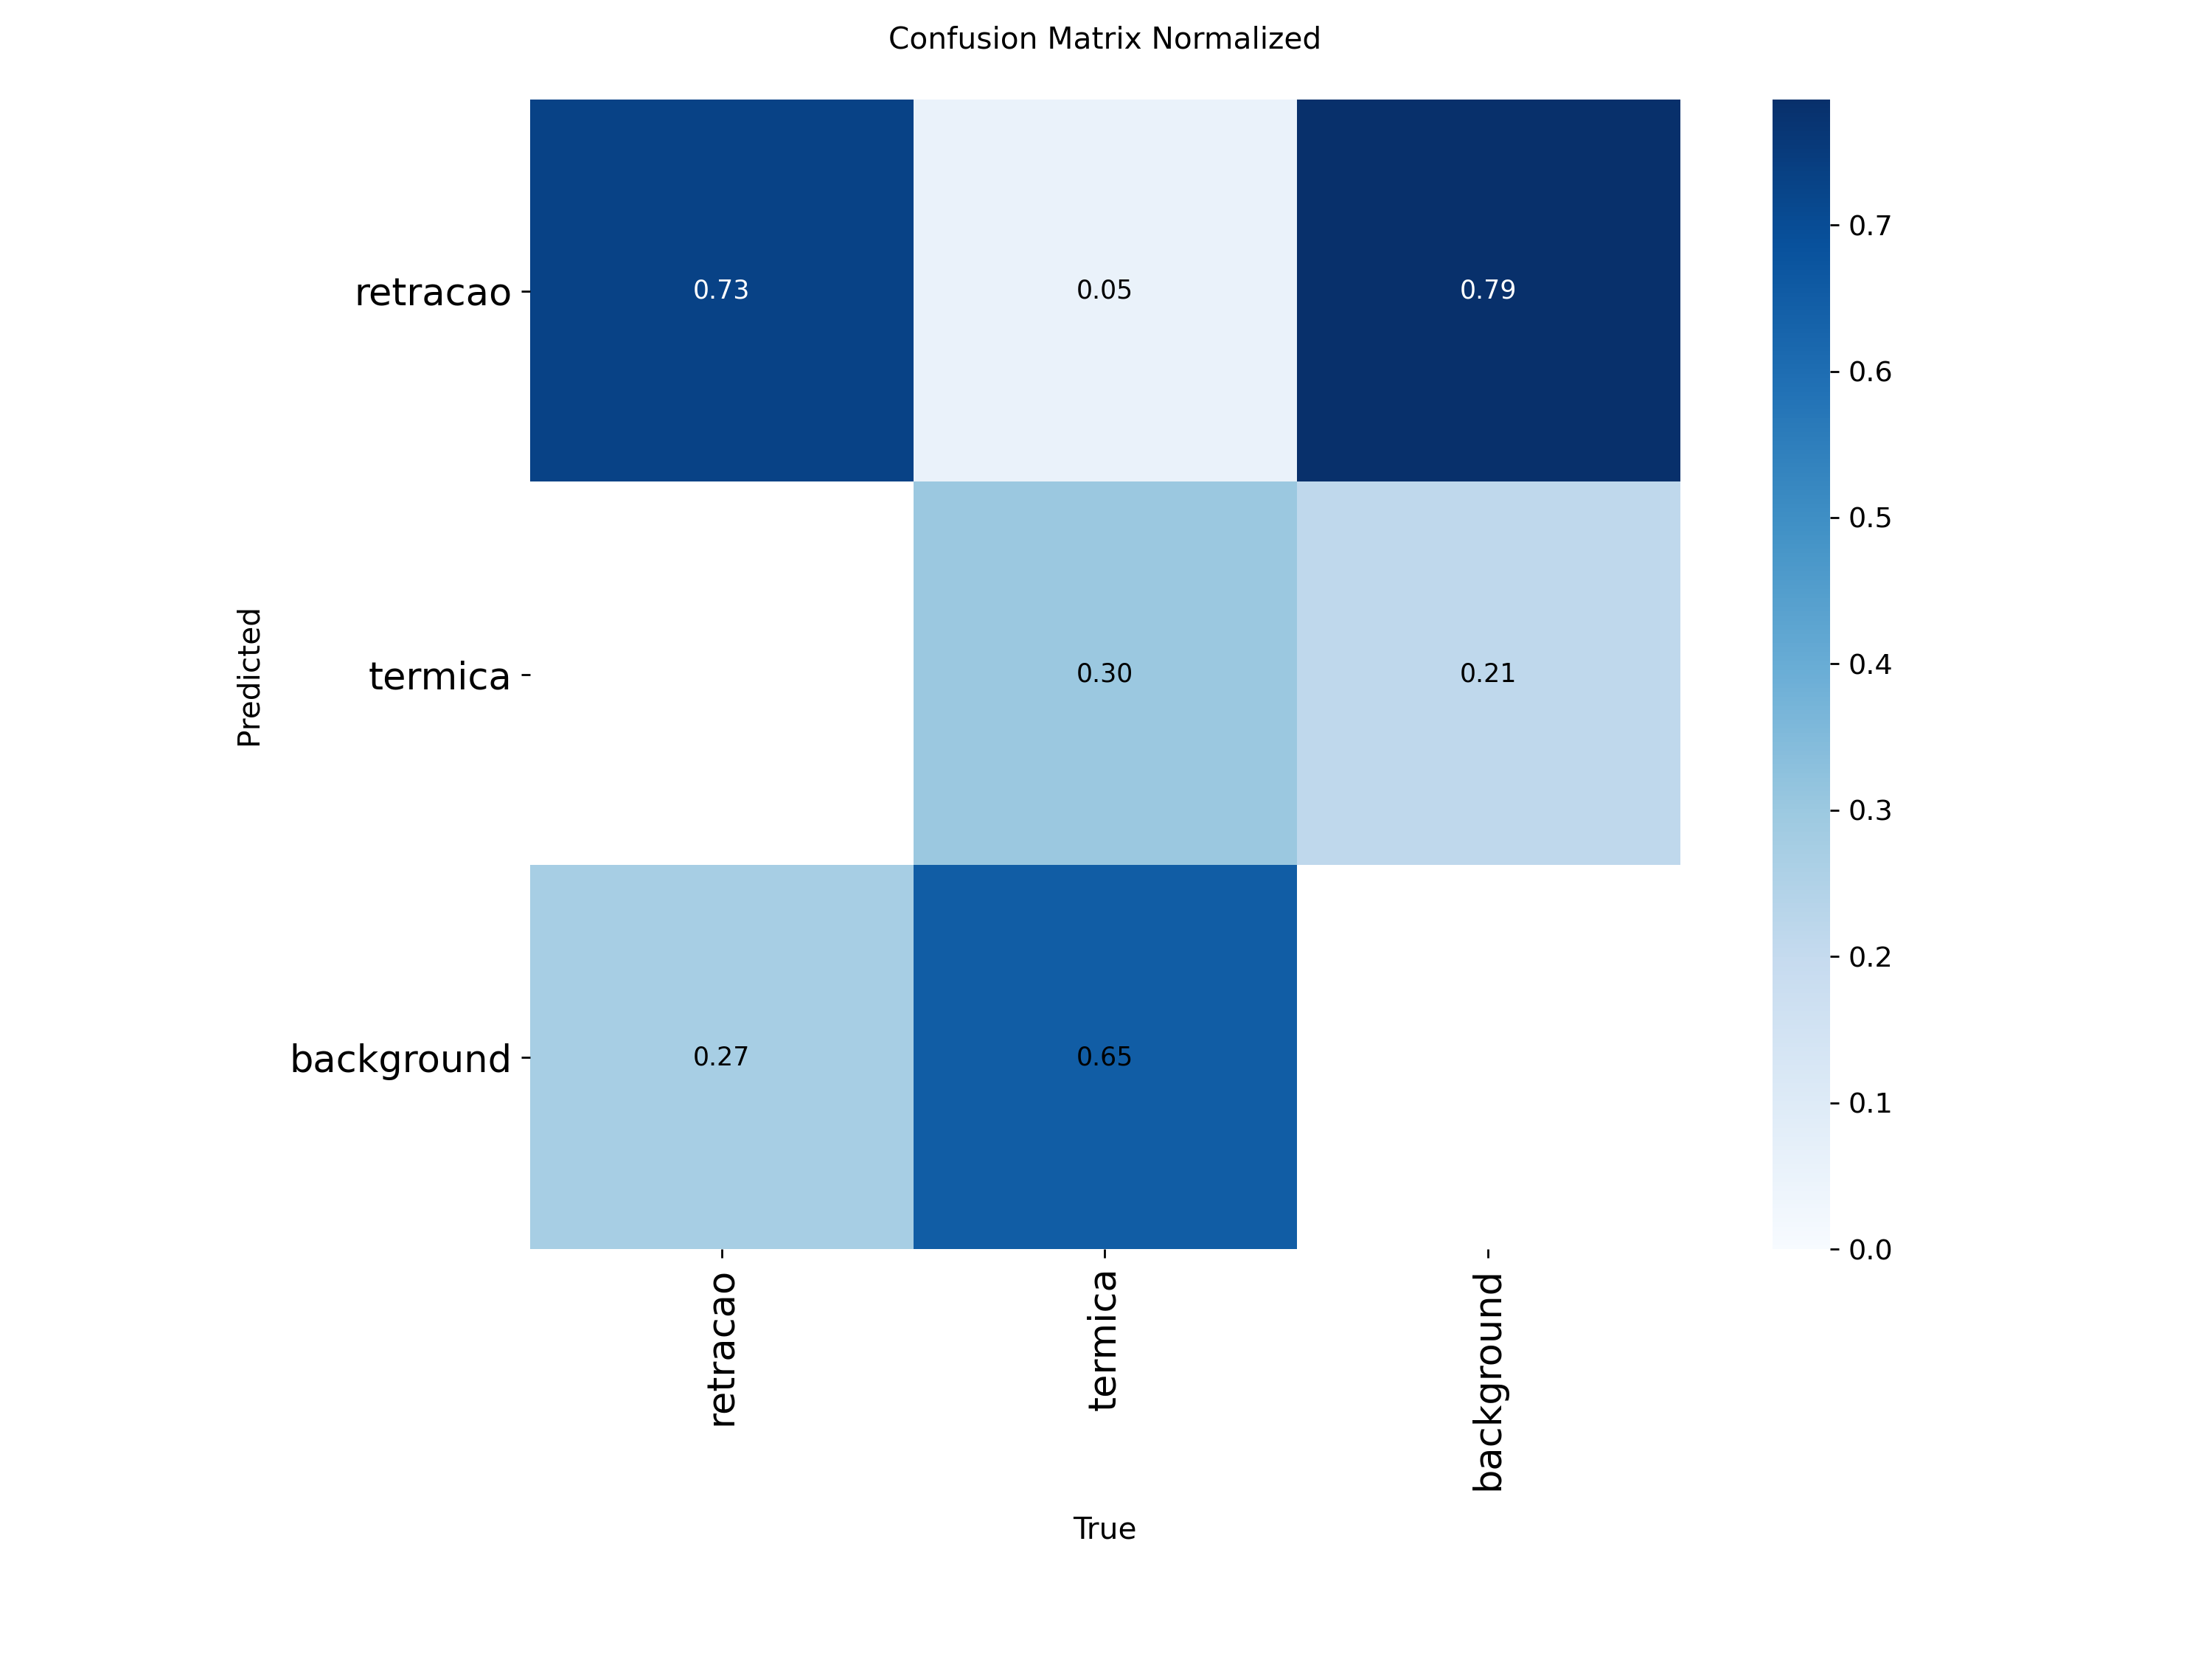 Confusion Matrix Normalized
Predicted
retracao
0.73
0.05
0.79
termica
0.30
0.21
background
0.27
0.65
retracao
termica
background
True
0.7
0.6
0.5
0.4
0.3
0.2
0.1
0.0